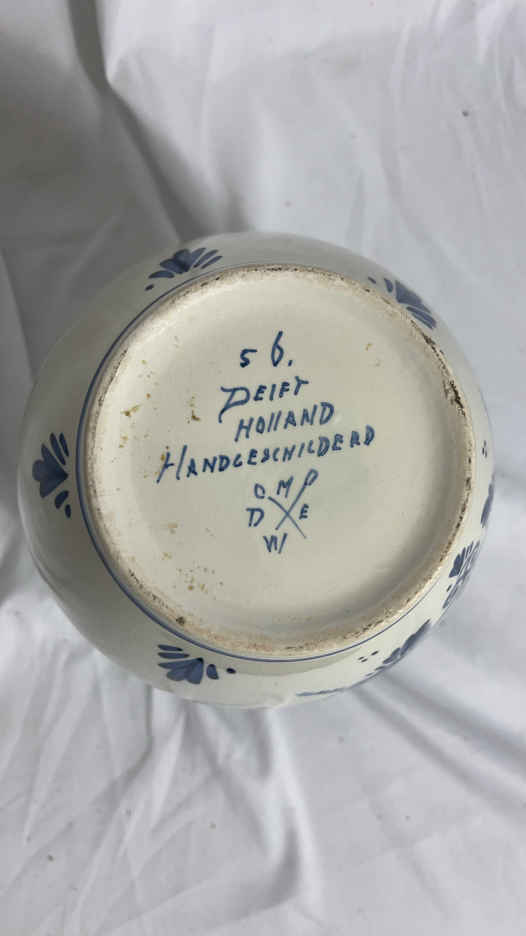 56.
DELFT
HOLLAND
HANDGESCHILDERD
O M P
D X E
W